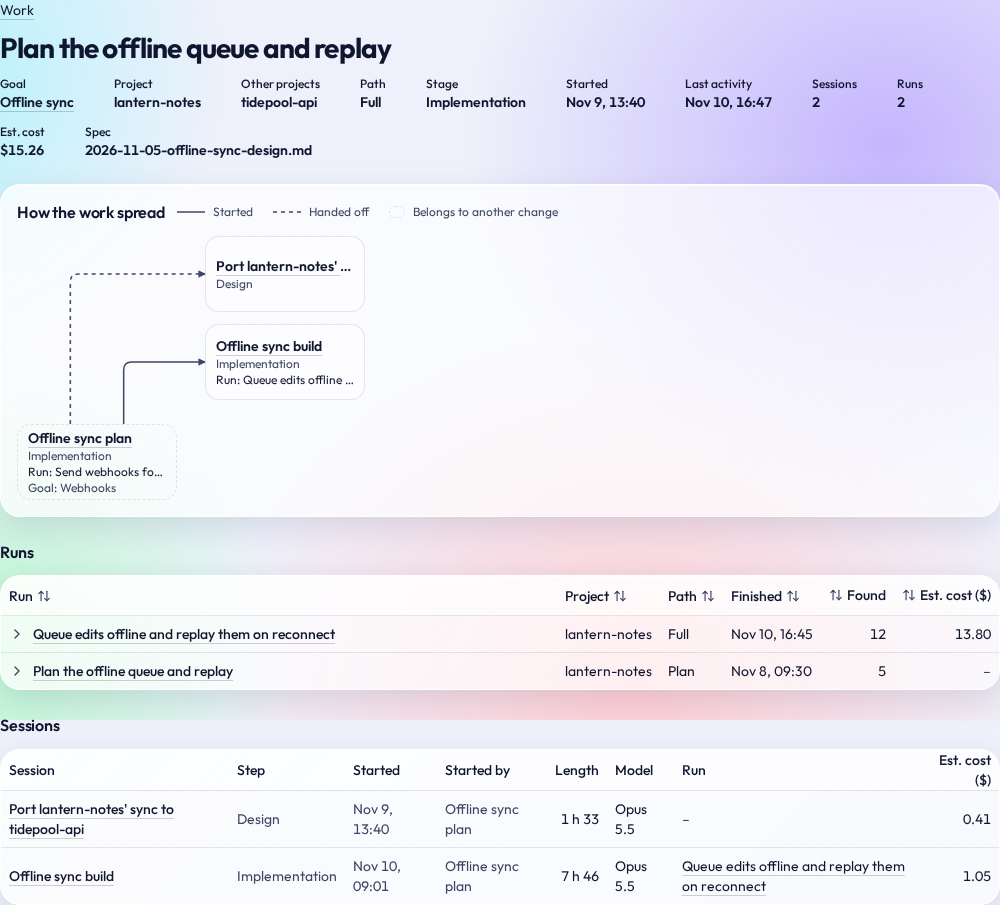 Work
Plan the offline queue and replay
Goal Project Other projects Path Stage Started Last activity Sessions Runs
Offline sync lantern-notes tidepool-api Full Implementation Nov 9, 13:40 Nov 10, 16:47 2 2
Est. cost Spec
$15.26 2026-11-05-offline-sync-design.md
How the work spread Started Handed off Belongs to another change
Port lantern-notes' ...
Design
Offline sync build
Implementation
Run: Queue edits offline ...
Offline sync plan
Implementation
Run: Send webhooks fo...
Goal: Webhooks
Runs
Run Project Path Finished Found Est. cost ($)
Queue edits offline and replay them on reconnect lantern-notes Full Nov 10, 16:45 12 13.80
Plan the offline queue and replay lantern-notes Plan Nov 8, 09:30 5 –
Sessions
Session Step Started Started by Length Model Run Est. cost ($)
Port lantern-notes' sync to tidepool-api Design Nov 9, 13:40 Offline sync plan 1 h 33 Opus 5.5 – 0.41
Offline sync build Implementation Nov 10, 09:01 Offline sync plan 7 h 46 Opus 5.5 Queue edits offline and replay them on reconnect 1.05